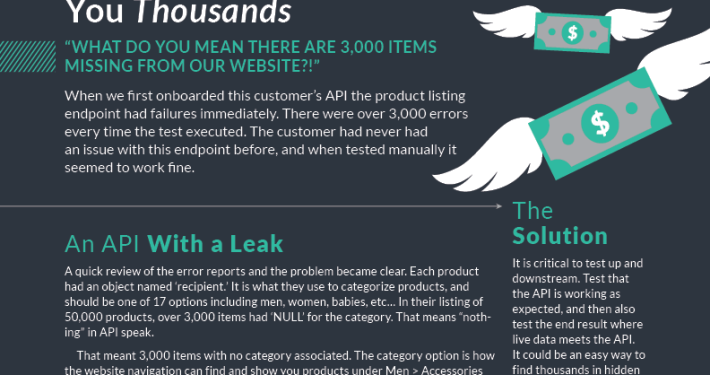 You Thousands
“WHAT DO YOU MEAN THERE ARE 3,000 ITEMS
MISSING FROM OUR WEBSITE?!”
When we first onboarded this customer’s API the product listing
endpoint had failures immediately. There were over 3,000 errors
every time the test executed. The customer had never had
an issue with this endpoint before, and when tested manually it
seemed to work fine.
$
$
An API With a Leak
A quick review of the error reports and the problem became clear. Each product
had an object named ‘recipient.’ It is what they use to categorize products, and
should be one of 17 options including men, women, babies, etc... In their listing of
50,000 products, over 3,000 items had ‘NULL’ for the category. That means “noth-
ing” in API speak.
That meant 3,000 items with no category associated. The category option is how
the website navigation can find and show you products under Men > Accessories
The
Solution
It is critical to test up and
downstream. Test that
the API is working as
expected, and then also
test the end result where
live data meets the API.
It could be an easy way to
find thousands in hidden